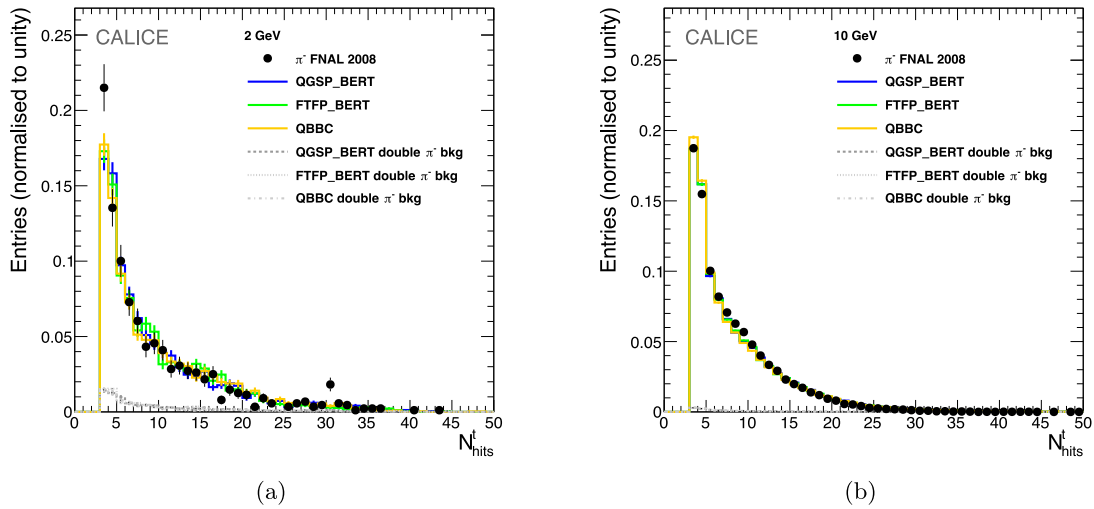 Entries (normalised to unity)
CALICE
2 GeV
π⁻ FNAL 2008
QGSP_BERT
FTFP_BERT
QBBC
QGSP_BERT double π⁻ bkg
FTFP_BERT double π⁻ bkg
QBBC double π⁻ bkg
0.25
0.2
0.15
0.1
0.05
0
0 5 10 15 20 25 30 35 40 45 50
Nᵗhits
(a)
Entries (normalised to unity)
CALICE
10 GeV
π⁻ FNAL 2008
QGSP_BERT
FTFP_BERT
QBBC
QGSP_BERT double π⁻ bkg
FTFP_BERT double π⁻ bkg
QBBC double π⁻ bkg
0.25
0.2
0.15
0.1
0.05
0
0 5 10 15 20 25 30 35 40 45 50
Nᵗhits
(b)